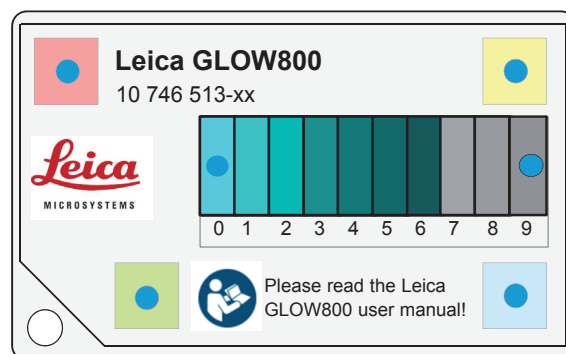 Leica GLOW800
10 746 513-xx
Leica
MICROSYSTEMS
0 1 2 3 4 5 6 7 8 9
Please read the Leica
GLOW800 user manual!